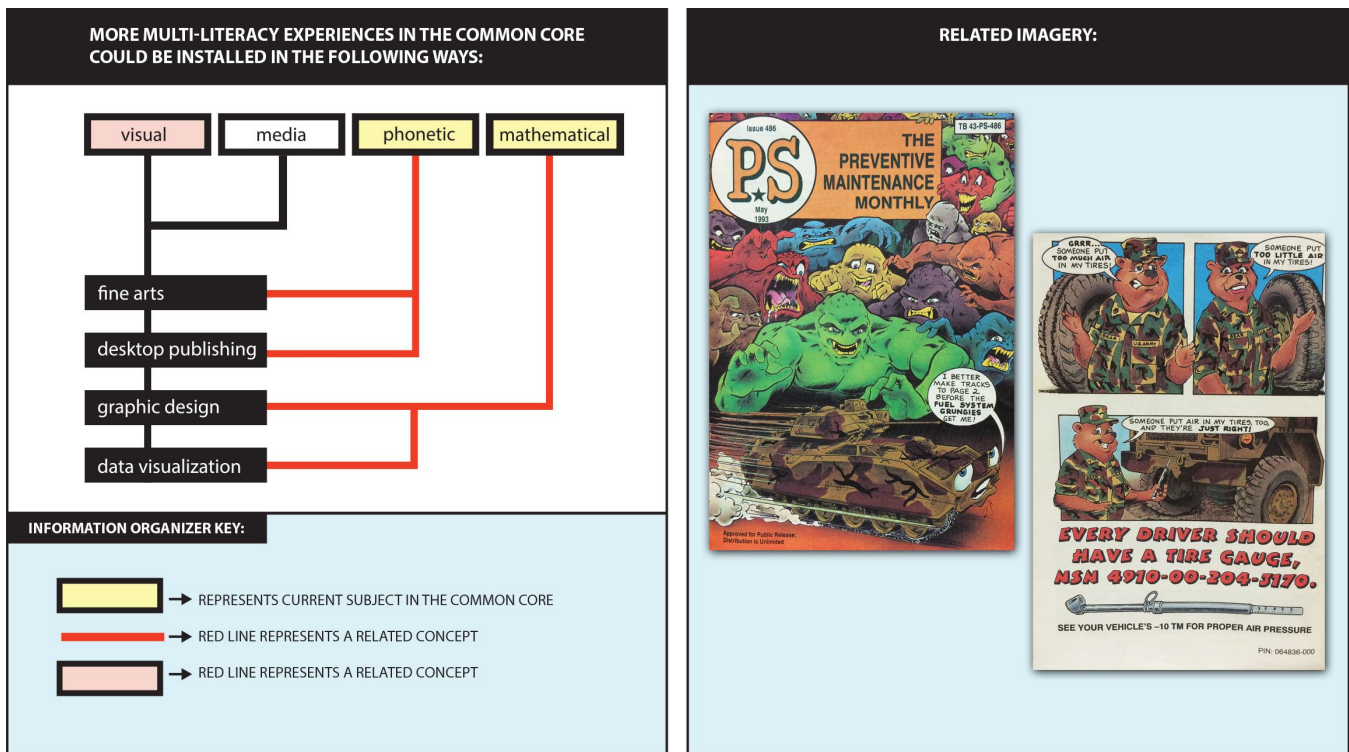 MORE MULTI-LITERACY EXPERIENCES IN THE COMMON CORE
COULD BE INSTALLED IN THE FOLLOWING WAYS:
visual
media
phonetic
mathematical
fine arts
desktop publishing
graphic design
data visualization
INFORMATION ORGANIZER KEY:
REPRESENTS CURRENT SUBJECT IN THE COMMON CORE
RED LINE REPRESENTS A RELATED CONCEPT
RED LINE REPRESENTS A RELATED CONCEPT
RELATED IMAGERY:
Issue 486
TB 43-PS-486
P★S
May
1993
THE
PREVENTIVE
MAINTENANCE
MONTHLY
I BETTER
MAKE TRACKS
TO PAGE 2
BEFORE THE
FUEL SYSTEM
GRUNGIES
GET ME!
Approved for Public Release:
Distribution is Unlimited
GRRR...
SOMEONE PUT
TOO MUCH AIR
IN MY TIRES!
SOMEONE PUT
TOO LITTLE AIR
IN MY TIRES!
U.S. ARMY
SOMEONE PUT AIR IN MY TIRES, TOO,
AND THEY'RE JUST RIGHT!
EVERY DRIVER SHOULD
HAVE A TIRE GAUGE,
NSN 4910-00-204-3170.
SEE YOUR VEHICLE'S –10 TM FOR PROPER AIR PRESSURE
PIN: 064836-000